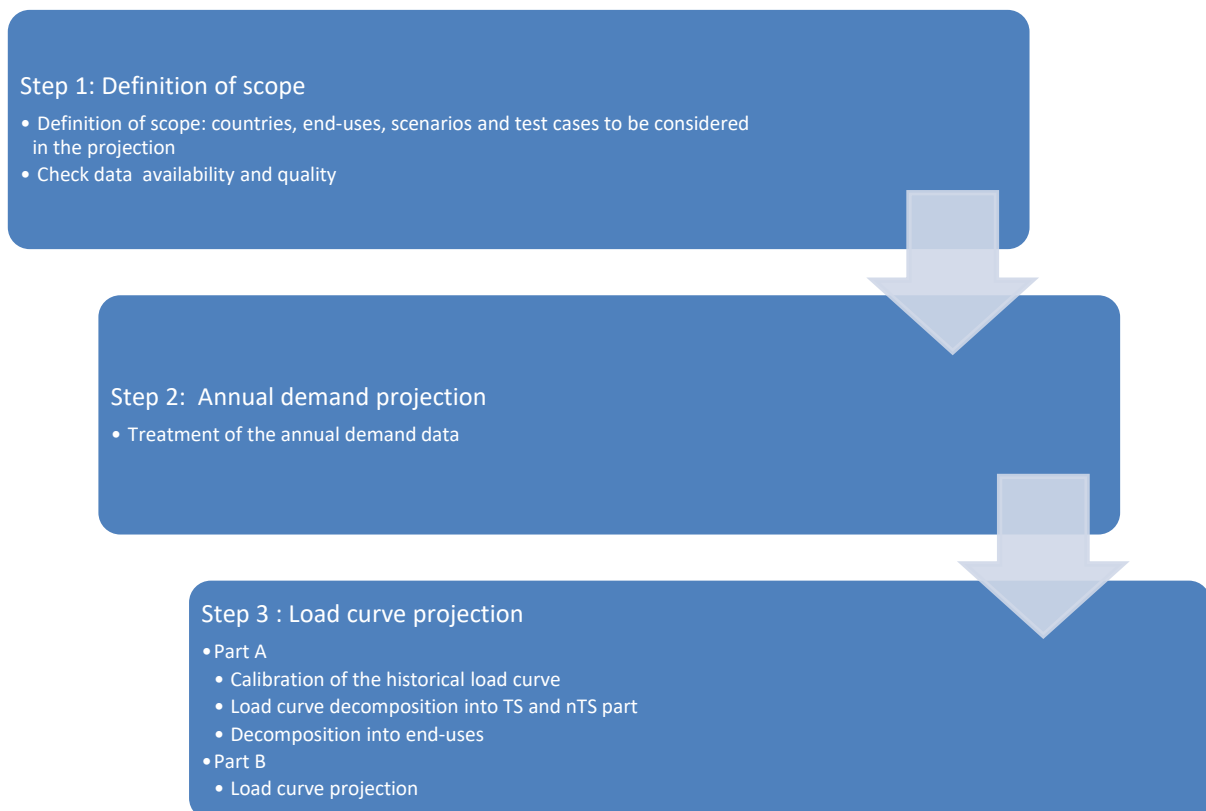 Step 1: Definition of scope
• Definition of scope: countries, end-uses, scenarios and test cases to be considered
in the projection
• Check data  availability and quality
Step 2:  Annual demand projection
• Treatment of the annual demand data
Step 3 : Load curve projection
•Part A
• Calibration of the historical load curve
• Load curve decomposition into TS and nTS part
• Decomposition into end-uses
•Part B
• Load curve projection